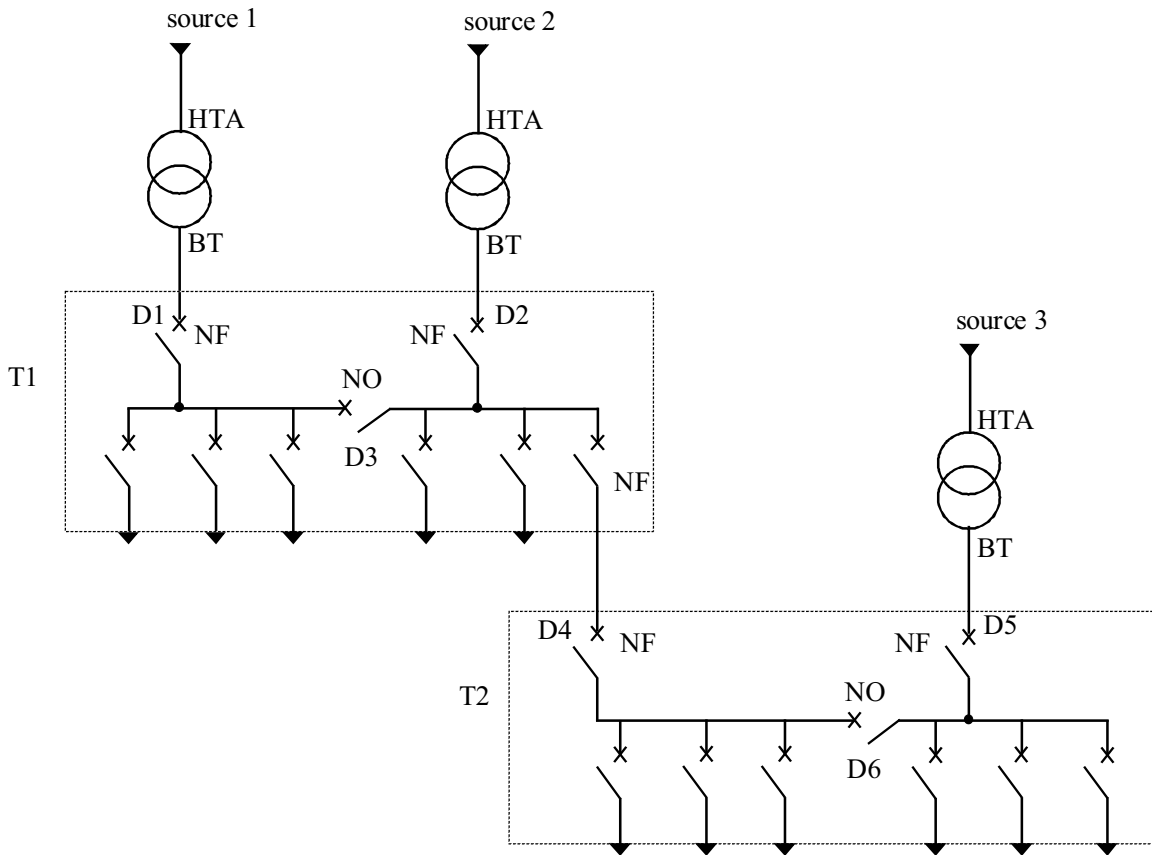 source 1
source 2
HTA
HTA
BT
BT
D1
NF
NF
D2
source 3
T1
NO
D3
NF
HTA
BT
D4
NF
NF
D5
T2
NO
D6